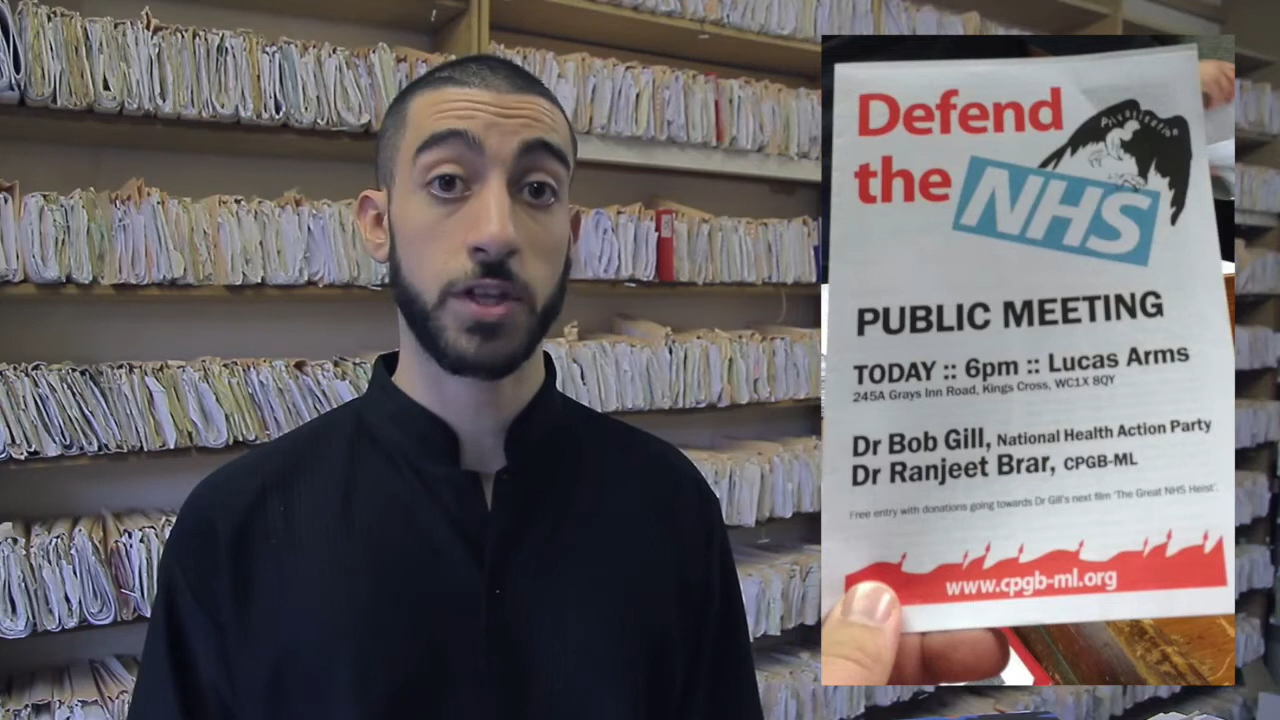 Defend
the NHS
Privatisation
PUBLIC MEETING
TODAY :: 6pm :: Lucas Arms
245A Grays Inn Road, Kings Cross, WC1X 8QY
Dr Bob Gill, National Health Action Party
Dr Ranjeet Brar, CPGB-ML
Free entry with donations going towards Dr Gill's next film 'The Great NHS Heist'.
www.cpgb-ml.org